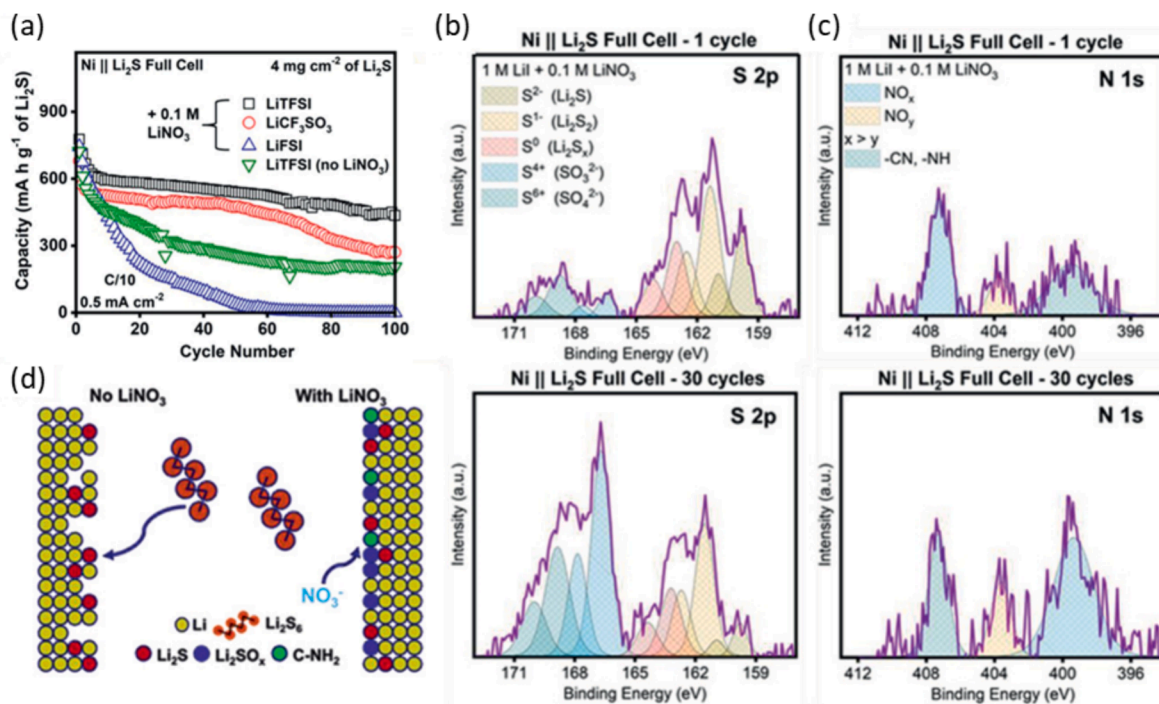 (a)
Ni || Li₂S Full Cell
4 mg cm⁻² of Li₂S
+ 0.1 M
LiNO₃
LiTFSI
LiCF₃SO₃
LiFSI
LiTFSI (no LiNO₃)
900
600
300
0
Capacity (mA h g⁻¹ of Li₂S)
C/10
0.5 mA cm⁻²
0 20 40 60 80 100
Cycle Number
(b)
Ni || Li₂S Full Cell - 1 cycle
1 M LiI + 0.1 M LiNO₃
S 2p
S²⁻ (Li₂S)
S¹⁻ (Li₂S₂)
S⁰ (Li₂Sₓ)
S⁴⁺ (SO₃²⁻)
S⁶⁺ (SO₄²⁻)
Intensity (a.u.)
171 168 165 162 159
Binding Energy (eV)
(c)
Ni || Li₂S Full Cell - 1 cycle
1 M LiI + 0.1 M LiNO₃
N 1s
NOₓ
NOᵧ
x > y
-CN, -NH
Intensity (a.u.)
412 408 404 400 396
Binding Energy (eV)
(d)
No LiNO₃
With LiNO₃
NO₃⁻
Li
Li₂S₆
Li₂S
Li₂SOₓ
C-NH₂
Ni || Li₂S Full Cell - 30 cycles
S 2p
Intensity (a.u.)
171 168 165 162 159
Binding Energy (eV)
Ni || Li₂S Full Cell - 30 cycles
N 1s
Intensity (a.u.)
412 408 404 400 396
Binding Energy (eV)